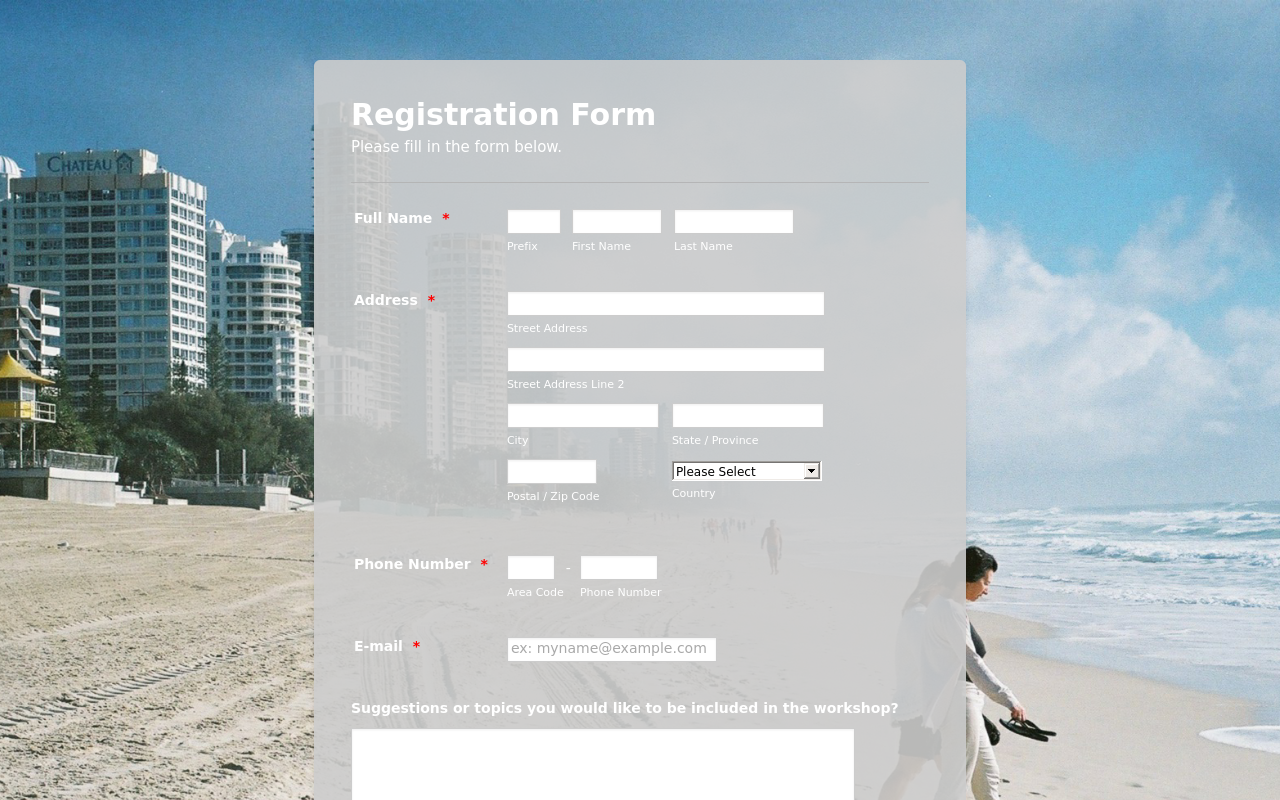 CHATEAU
Registration Form
Please fill in the form below.
Full Name *
Prefix First Name Last Name
Address *
Street Address
Street Address Line 2
City State / Province
Please Select
Postal / Zip Code Country
Phone Number * -
Area Code Phone Number
E-mail * ex: myname@example.com
Suggestions or topics you would like to be included in the workshop?